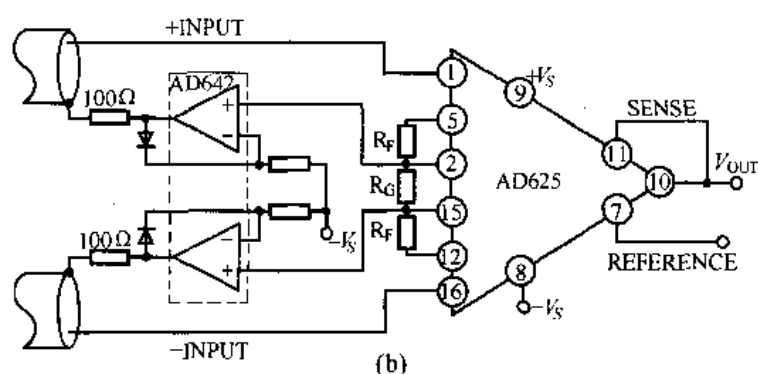 +INPUT
AD642
100Ω
+
−
1
+V_S
9
5
SENSE
R_F
11
2
V_OUT
R_G
AD625
10
15
7
−V_S
R_F
100Ω
−
+
12
8
REFERENCE
16
−V_S
−INPUT
(b)